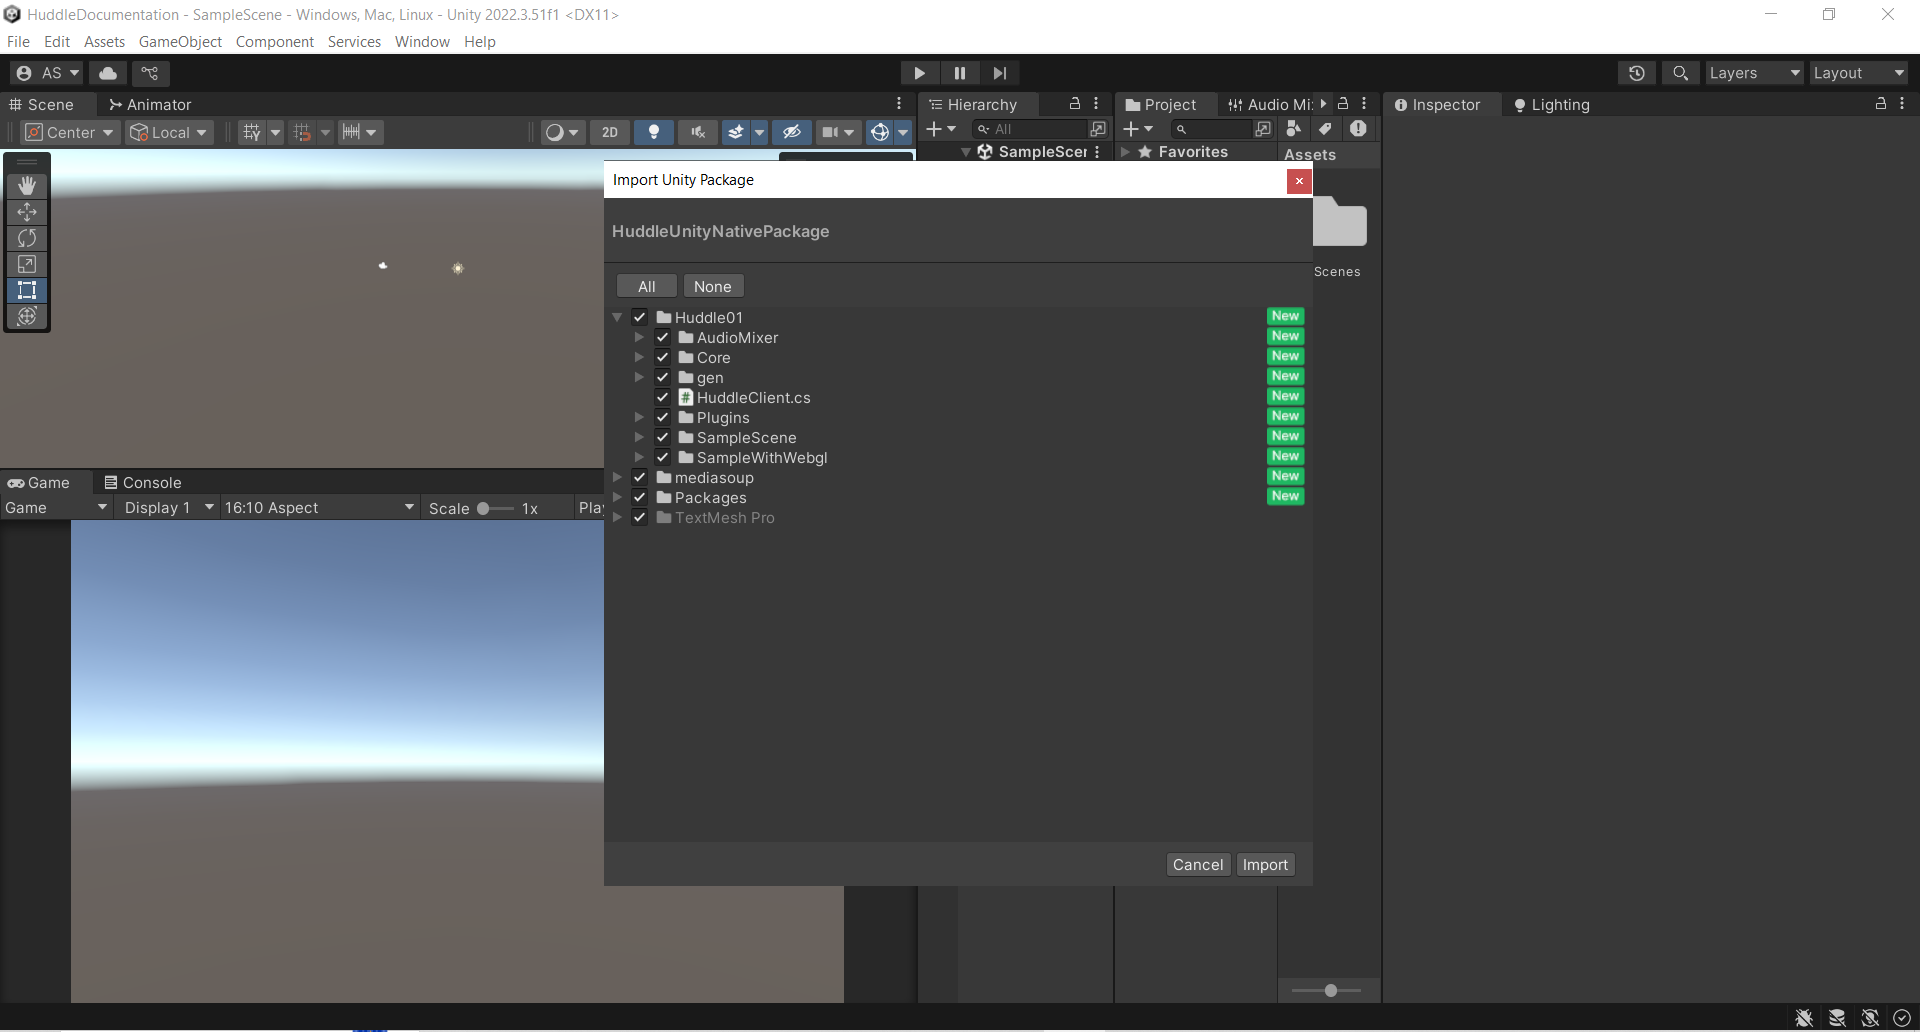 HuddleDocumentation - SampleScene - Windows, Mac, Linux - Unity 2022.3.51f1 <DX11>
File Edit Assets GameObject Component Services Window Help
AS Layers Layout
Scene Animator Hierarchy Project Audio Mi: Inspector Lighting
Center Local 2D All
SampleScer Favorites Assets
Import Unity Package
HuddleUnityNativePackage
Scenes
All None
Huddle01 New
AudioMixer New
Core New
gen New
HuddleClient.cs New
Plugins New
SampleScene New
SampleWithWebgl New
mediasoup New
Packages New
TextMesh Pro
Game Console
Game Display 1 16:10 Aspect Scale 1x Play
Cancel Import